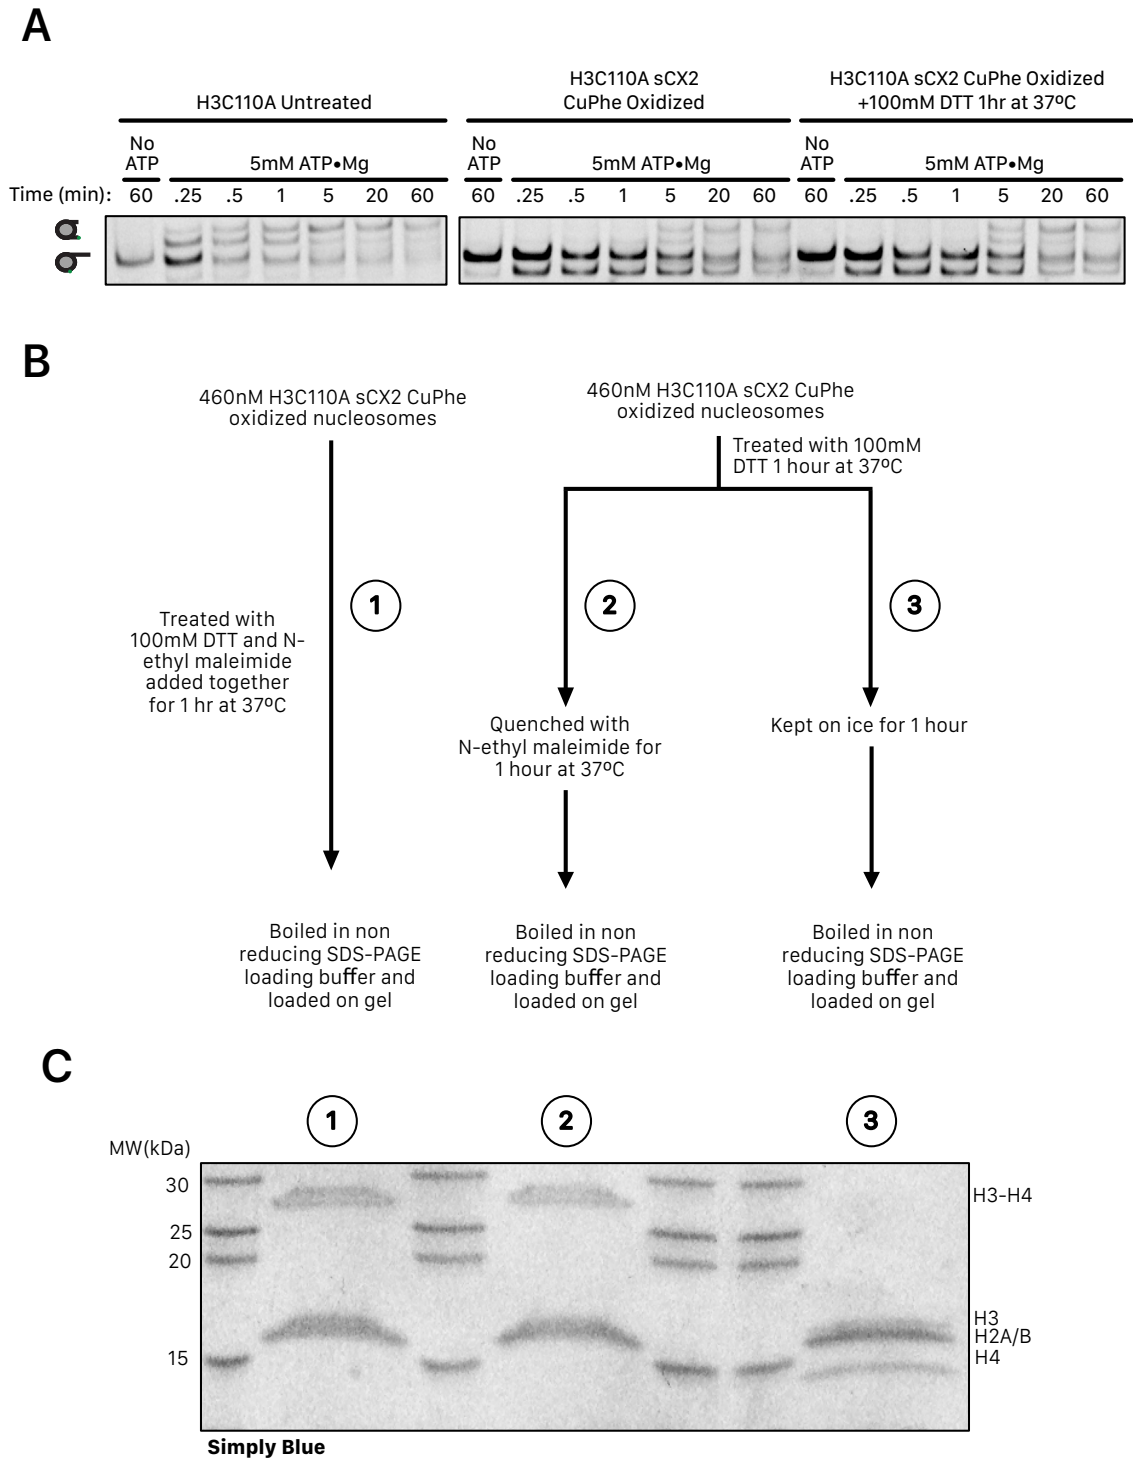 A
H3C110A Untreated
H3C110A sCX2
CuPhe Oxidized
H3C110A sCX2 CuPhe Oxidized
+100mM DTT 1hr at 37ºC
No
ATP
5mM ATP•Mg
No
ATP
5mM ATP•Mg
No
ATP
5mM ATP•Mg
Time (min): 60 .25 .5 1 5 20 60 60 .25 .5 1 5 20 60 60 .25 .5 1 5 20 60
B
460nM H3C110A sCX2 CuPhe
oxidized nucleosomes
460nM H3C110A sCX2 CuPhe
oxidized nucleosomes
Treated with 100mM
DTT 1 hour at 37ºC
1
2
3
Treated with
100mM DTT and N-
ethyl maleimide
added together
for 1 hr at 37ºC
Quenched with
N-ethyl maleimide for
1 hour at 37ºC
Kept on ice for 1 hour
Boiled in non
reducing SDS-PAGE
loading buffer and
loaded on gel
Boiled in non
reducing SDS-PAGE
loading buffer and
loaded on gel
Boiled in non
reducing SDS-PAGE
loading buffer and
loaded on gel
C
1
2
3
MW(kDa)
30
25
20
15
H3-H4
H3
H2A/B
H4
Simply Blue